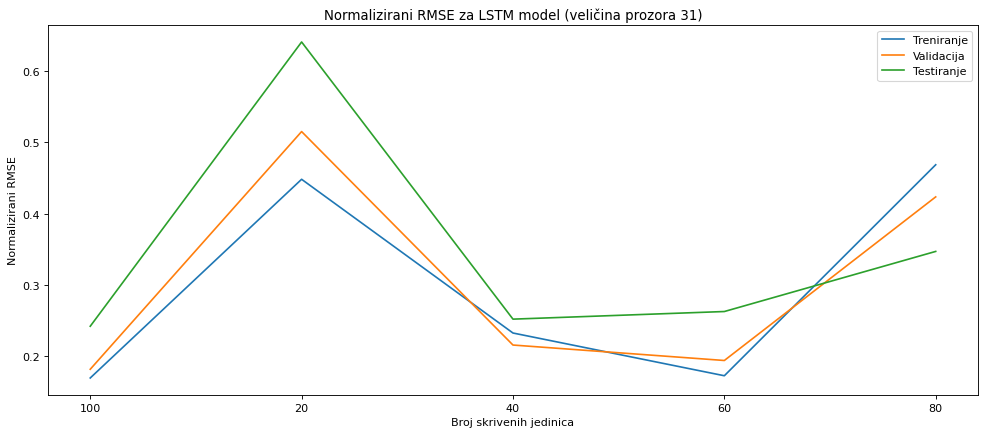 Normalizirani RMSE za LSTM model (veličina prozora 31)
Treniranje
Validacija
Testiranje
Normalizirani RMSE
0.6
0.5
0.4
0.3
0.2
100 20 40 60 80
Broj skrivenih jedinica